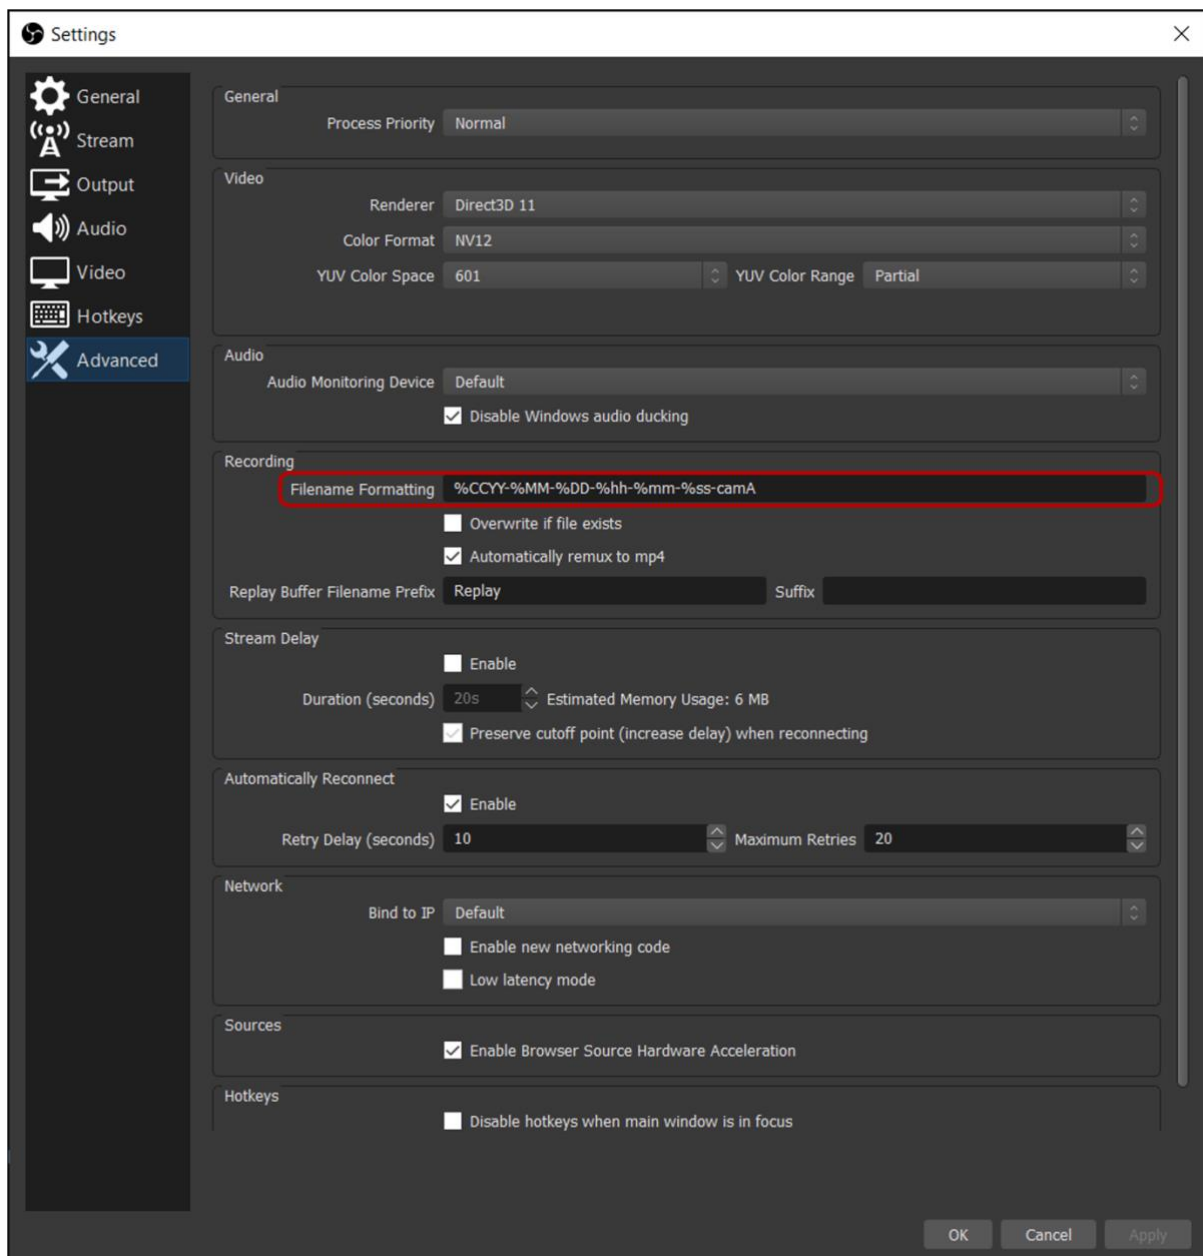 Settings
General
Stream
Output
Audio
Video
Hotkeys
Advanced
General
Process Priority Normal
Video
Renderer Direct3D 11
Color Format NV12
YUV Color Space 601 YUV Color Range Partial
Audio
Audio Monitoring Device Default
Disable Windows audio ducking
Recording
Filename Formatting %CCYY-%MM-%DD-%hh-%mm-%ss-camA
Overwrite if file exists
Automatically remux to mp4
Replay Buffer Filename Prefix Replay Suffix
Stream Delay
Enable
Duration (seconds) 20s Estimated Memory Usage: 6 MB
Preserve cutoff point (increase delay) when reconnecting
Automatically Reconnect
Enable
Retry Delay (seconds) 10 Maximum Retries 20
Network
Bind to IP Default
Enable new networking code
Low latency mode
Sources
Enable Browser Source Hardware Acceleration
Hotkeys
Disable hotkeys when main window is in focus
OK Cancel Apply